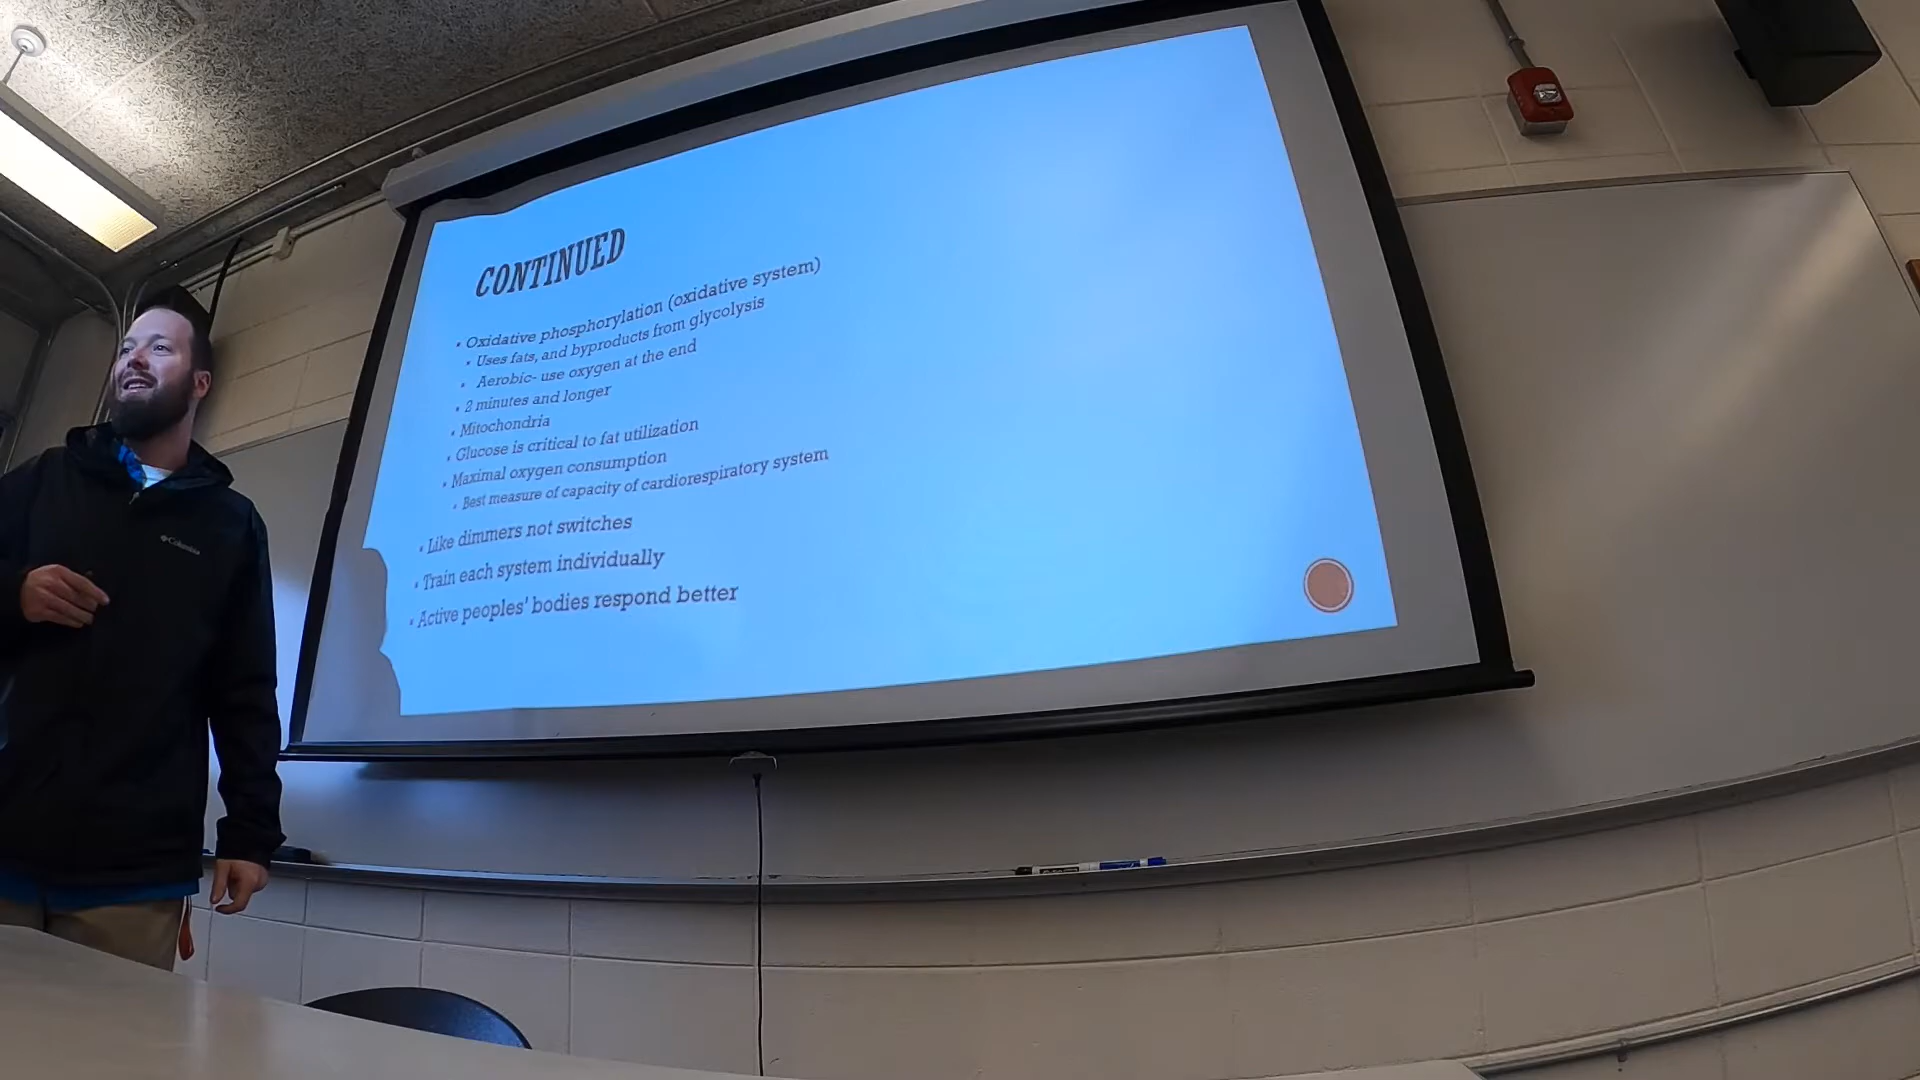 CONTINUED
• Oxidative phosphorylation (oxidative system)
• Uses fats, and byproducts from glycolysis
• Aerobic- use oxygen at the end
• 2 minutes and longer
• Mitochondria
• Glucose is critical to fat utilization
• Maximal oxygen consumption
• Best measure of capacity of cardiorespiratory system
• Like dimmers not switches
• Train each system individually
• Active peoples' bodies respond better
Columbia